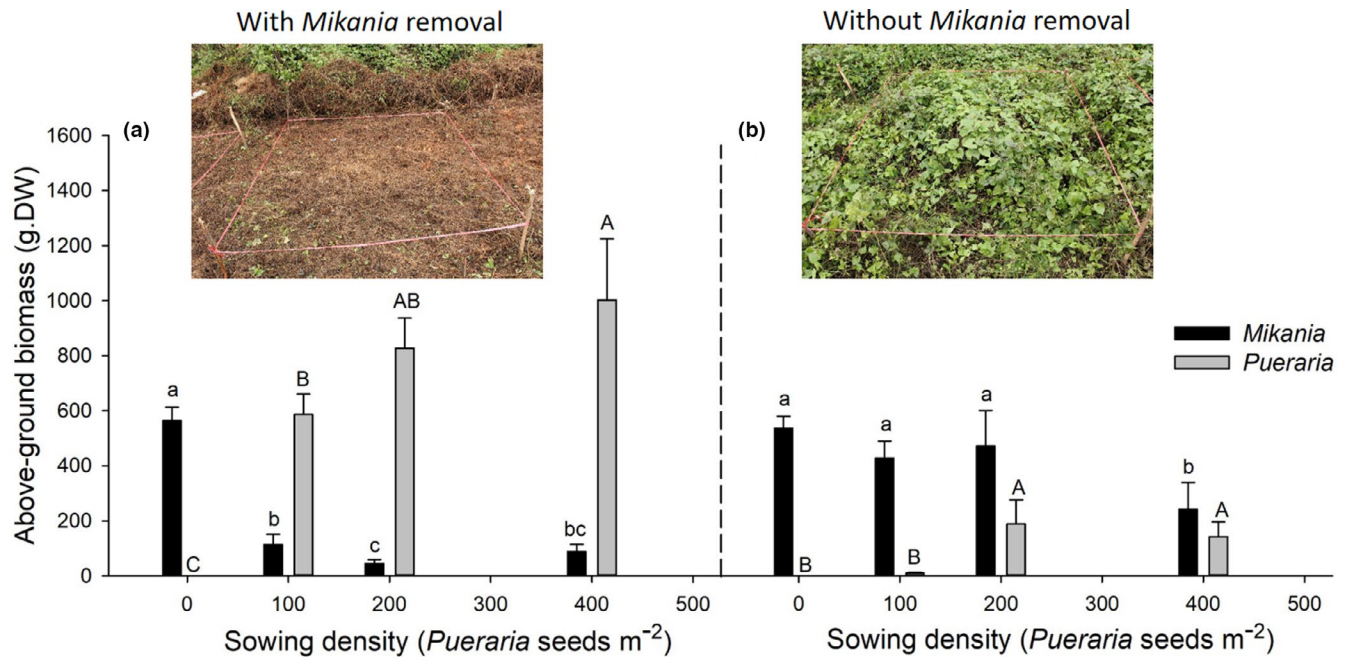 With Mikania removal
Without Mikania removal
(a)
(b)
Above-ground biomass (g.DW)
1600
1400
1200
1000
800
600
400
200
0
a
C
b
B
c
AB
bc
A
a
B
a
B
a
A
b
A
Mikania
Pueraria
0 100 200 300 400 500
0 100 200 300 400 500
Sowing density (Pueraria seeds m⁻²)
Sowing density (Pueraria seeds m⁻²)